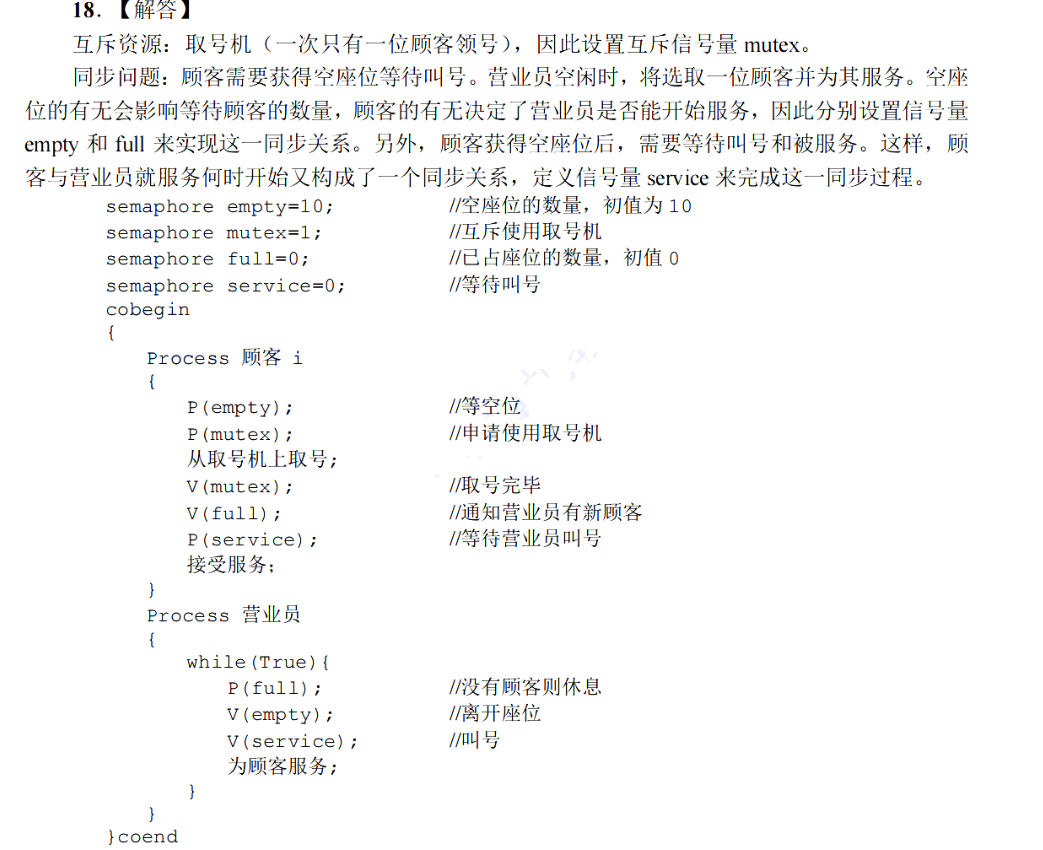 18. 【解答】
互斥资源：取号机（一次只有一位顾客领号），因此设置互斥信号量 mutex。
同步问题：顾客需要获得空座位等待叫号。营业员空闲时，将选取一位顾客并为其服务。空座
位的有无会影响等待顾客的数量，顾客的有无决定了营业员是否能开始服务，因此分别设置信号量
empty 和 full 来实现这一同步关系。另外，顾客获得空座位后，需要等待叫号和被服务。这样，顾
客与营业员就服务何时开始又构成了一个同步关系，定义信号量 service 来完成这一同步过程。
semaphore empty=10; //空座位的数量，初值为 10
semaphore mutex=1; //互斥使用取号机
semaphore full=0; //已占座位的数量，初值 0
semaphore service=0; //等待叫号
cobegin
{
Process 顾客 i
{
P(empty); //等空位
P(mutex); //申请使用取号机
从取号机上取号;
V(mutex); //取号完毕
V(full); //通知营业员有新顾客
P(service); //等待营业员叫号
接受服务;
}
Process 营业员
{
while(True){
P(full); //没有顾客则休息
V(empty); //离开座位
V(service); //叫号
为顾客服务;
}
}
}coend